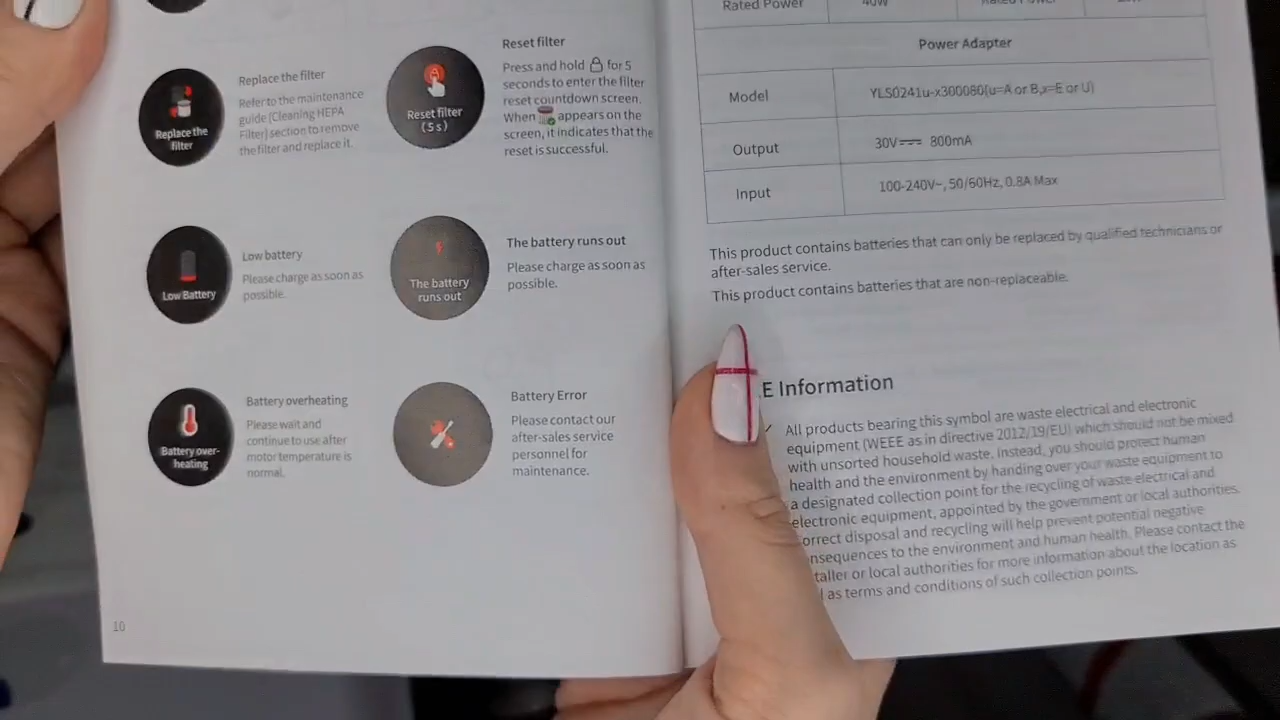 Replace the
filter
Replace the filter
Refer to the maintenance
guide [Cleaning HEPA
Filter] section to remove
the filter and replace it.
Reset filter
(5s)
Reset filter
Press and hold for 5
seconds to enter the filter
reset countdown screen.
When appears on the
screen, it indicates that the
reset is successful.
Low Battery
Low battery
Please charge as soon as
possible.
The battery
runs out
The battery runs out
Please charge as soon as
possible.
Battery over-
heating
Battery overheating
Please wait and
continue to use after
motor temperature is
normal.
Battery Error
Please contact our
after-sales service
personnel for
maintenance.
10
Rated Power 40W Rated Power
Power Adapter
Model YLS0241u-x300080(u=A or B,x=E or U)
Output 30V 800mA
Input 100-240V~, 50/60Hz, 0.8A Max
This product contains batteries that can only be replaced by qualified technicians or
after-sales service.
This product contains batteries that are non-replaceable.
E Information
All products bearing this symbol are waste electrical and electronic
equipment (WEEE as in directive 2012/19/EU) which should not be mixed
with unsorted household waste. Instead, you should protect human
health and the environment by handing over your waste equipment to
a designated collection point for the recycling of waste electrical and
electronic equipment, appointed by the government or local authorities.
orrect disposal and recycling will help prevent potential negative
nsequences to the environment and human health. Please contact the
taller or local authorities for more information about the location as
l as terms and conditions of such collection points.